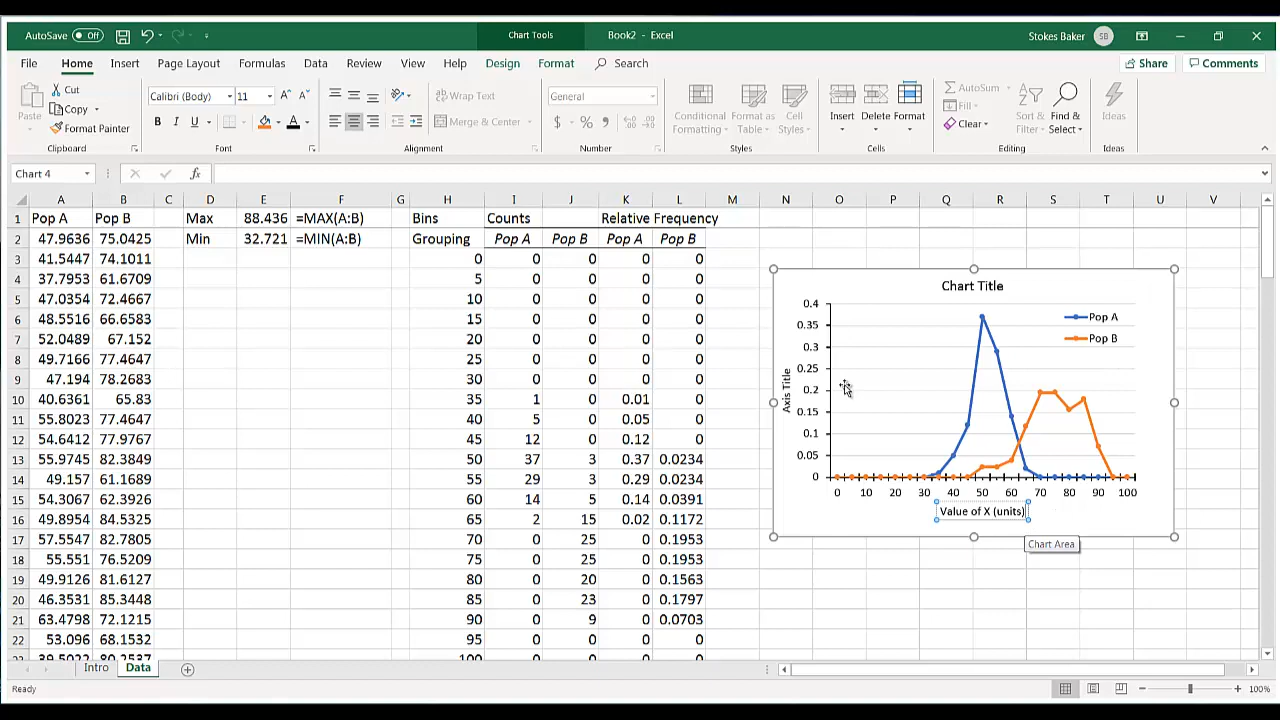 AutoSave Off Chart Tools Book2 - Excel Stokes Baker SB
File Home Insert Page Layout Formulas Data Review View Help Design Format Search Share Comments
Paste Cut Copy Format Painter Clipboard
Calibri (Body) 11 B I U A Font
Wrap Text Merge & Center Alignment
General $ % Number
Conditional Formatting Format as Table Cell Styles Styles
Insert Delete Format Cells
AutoSum Fill Clear Sort & Filter Find & Select Editing
Ideas Ideas
Chart 4 fx
A B C D E F G H I J K L M N O P Q R S T U V
1 Pop A Pop B Max 88.436 =MAX(A:B) Bins Counts Relative Frequency
2 47.9636 75.0425 Min 32.721 =MIN(A:B) Grouping Pop A Pop B Pop A Pop B
3 41.5447 74.1011 0 0 0 0 0
4 37.7953 61.6709 5 0 0 0 0
5 47.0354 72.4667 10 0 0 0 0
6 48.5516 66.6583 15 0 0 0 0
7 52.0489 67.152 20 0 0 0 0
8 49.7166 77.4647 25 0 0 0 0
9 47.194 78.2683 30 0 0 0 0
10 40.6361 65.83 35 1 0 0.01 0
11 55.8023 77.4647 40 5 0 0.05 0
12 54.6412 77.9767 45 12 0 0.12 0
13 55.9745 82.3849 50 37 3 0.37 0.0234
14 49.157 61.1689 55 29 3 0.29 0.0234
15 54.3067 62.3926 60 14 5 0.14 0.0391
16 49.8954 84.5325 65 2 15 0.02 0.1172
17 57.5547 82.7805 70 0 25 0 0.1953
18 55.551 76.5209 75 0 25 0 0.1953
19 49.9126 81.6127 80 0 20 0 0.1563
20 46.3531 85.3448 85 0 23 0 0.1797
21 63.4798 72.1215 90 0 9 0 0.0703
22 53.096 68.1532 95 0 0 0 0
Chart Title
Pop A
Pop B
0.4
0.35
0.3
0.25
0.2
0.15
0.1
0.05
0
Axis Title
0 10 20 30 40 50 60 70 80 90 100
Value of X (units)
Chart Area
Intro Data
Ready 100%